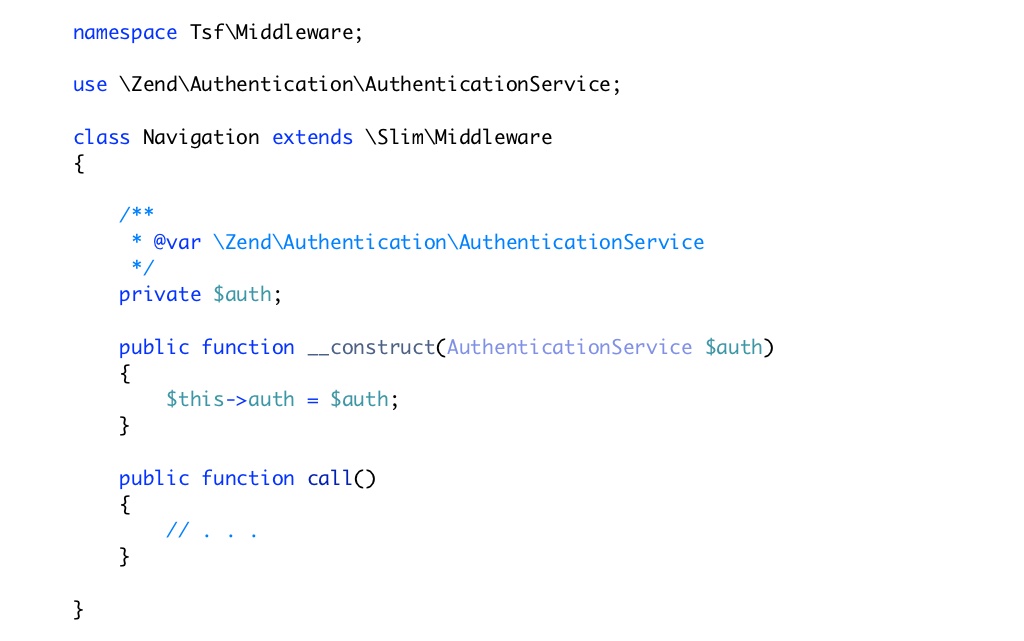 namespace Tsf\Middleware;
use \Zend\Authentication\AuthenticationService;
class Navigation extends \Slim\Middleware
{
/**
* @var \Zend\Authentication\AuthenticationService
*/
private $auth;
public function __construct(AuthenticationService $auth)
{
$this->auth = $auth;
}
public function call()
{
// . . .
}
}